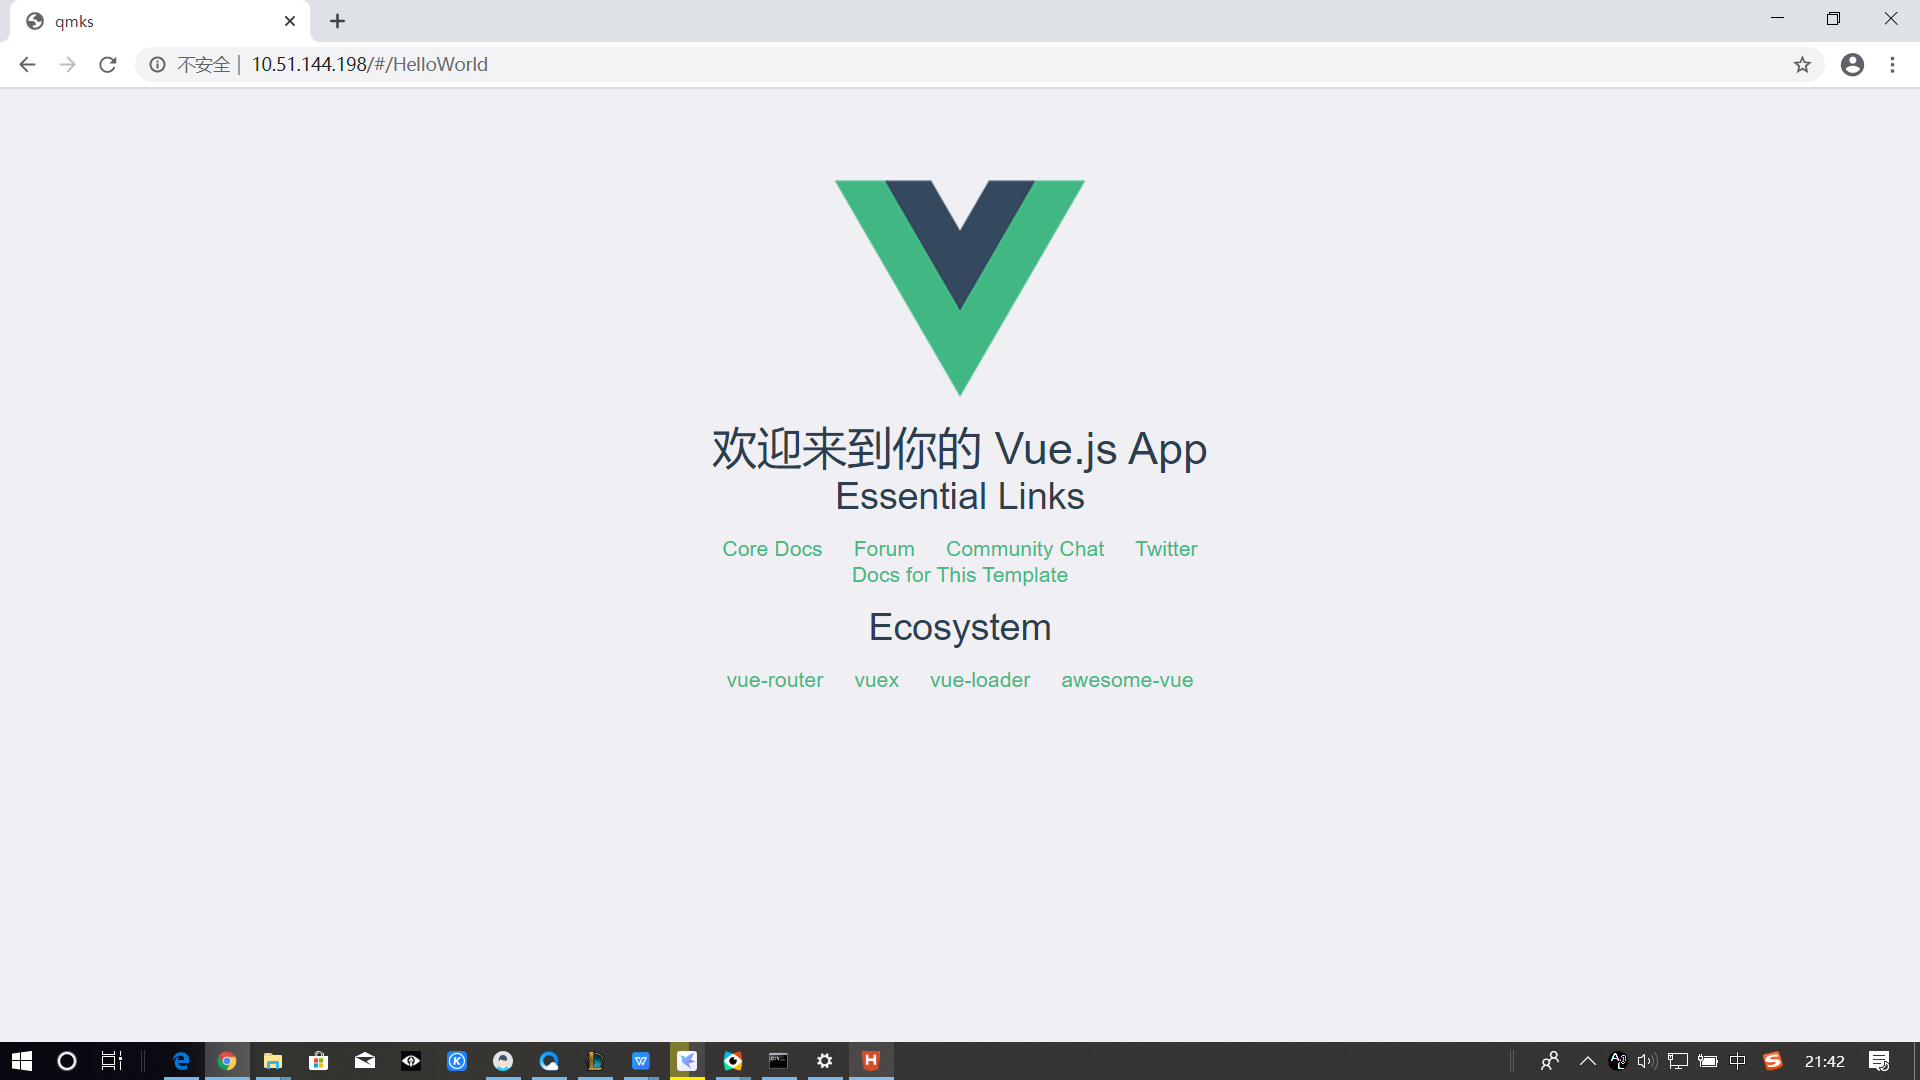 qmks
不安全 | 10.51.144.198/#/HelloWorld
欢迎来到你的 Vue.js App
Essential Links
Core Docs Forum Community Chat Twitter
Docs for This Template
Ecosystem
vue-router vuex vue-loader awesome-vue
中 21:42